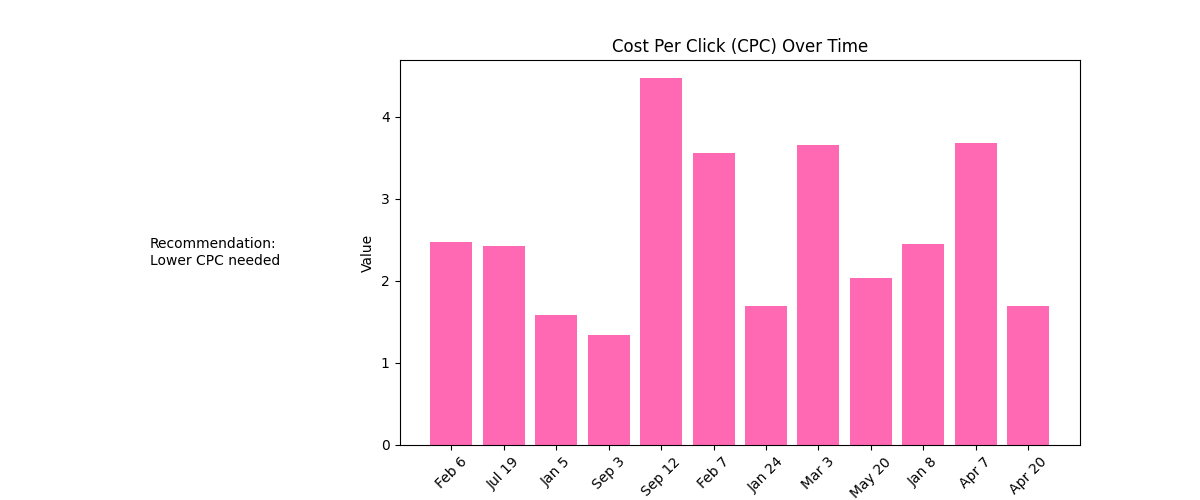 Cost Per Click (CPC) Over Time
Recommendation:
Lower CPC needed
Value
4
3
2
1
0
Feb 6
Jul 19
Jan 5
Sep 3
Sep 12
Feb 7
Jan 24
Mar 3
May 20
Jan 8
Apr 7
Apr 20